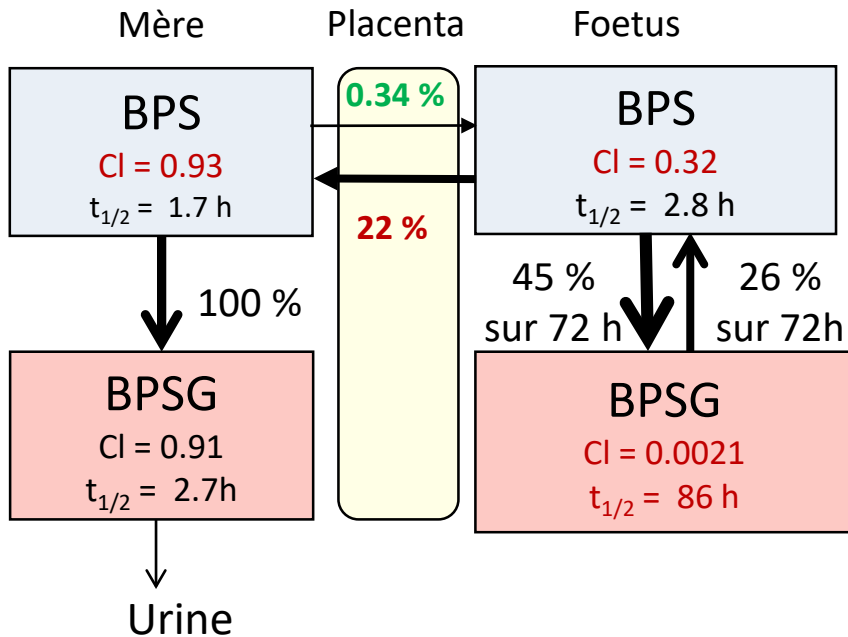 Mère
Placenta
Foetus
BPS
Cl = 0.93
t1/2 = 1.7 h
0.34 %
22 %
BPS
Cl = 0.32
t1/2 = 2.8 h
100 %
45 %
sur 72 h
26 %
sur 72h
BPSG
Cl = 0.91
t1/2 = 2.7h
BPSG
Cl = 0.0021
t1/2 = 86 h
Urine